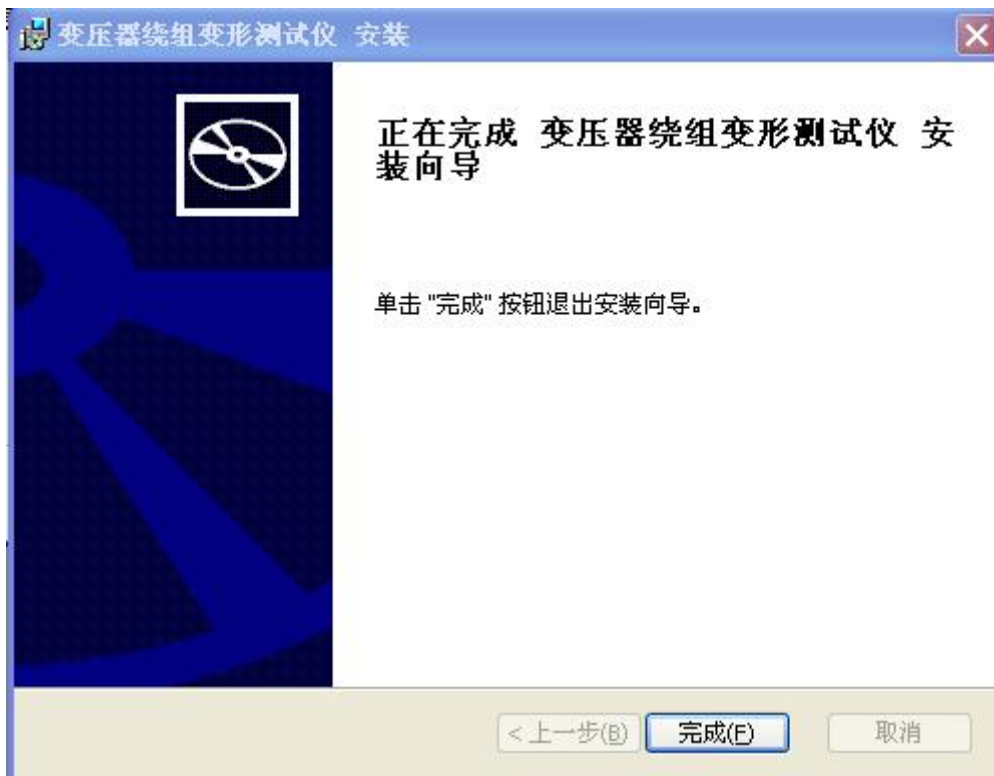 变压器绕组变形测试仪 安装
正在完成 变压器绕组变形测试仪 安
装向导
单击 "完成" 按钮退出安装向导。
< 上一步(B) 完成(F) 取消